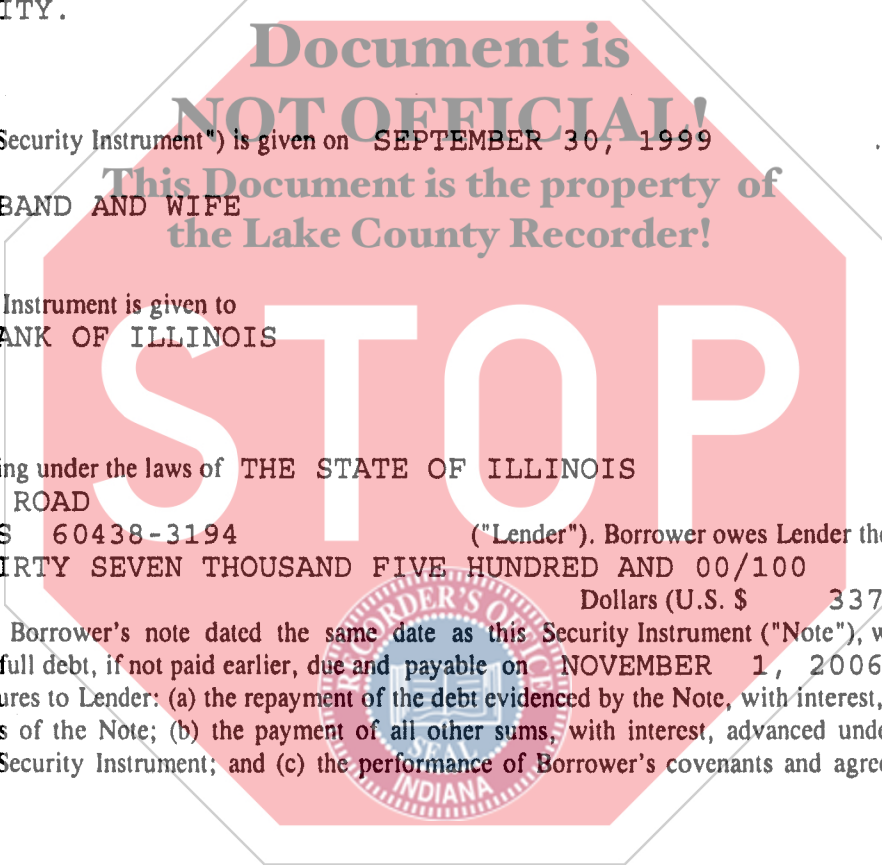 ITY.
Document is
NOT OFFICIAL!
Security Instrument") is given on SEPTEMBER 30, 1999
This Document is the property of
BAND AND WIFE
the Lake County Recorder!
Instrument is given to
ANK OF ILLINOIS
STOP
ing under the laws of THE STATE OF ILLINOIS
ROAD
S 60438-3194 ("Lender"). Borrower owes Lender the
IRTY SEVEN THOUSAND FIVE HUNDRED AND 00/100
Dollars (U.S. $ 337
Borrower's note dated the same date as this Security Instrument ("Note"), w
full debt, if not paid earlier, due and payable on NOVEMBER 1, 2006
ures to Lender: (a) the repayment of the debt evidenced by the Note, with interest,
s of the Note; (b) the payment of all other sums, with interest, advanced unde
Security Instrument; and (c) the performance of Borrower's covenants and agree
RECORDER'S OFFICE
SEAL
INDIANA